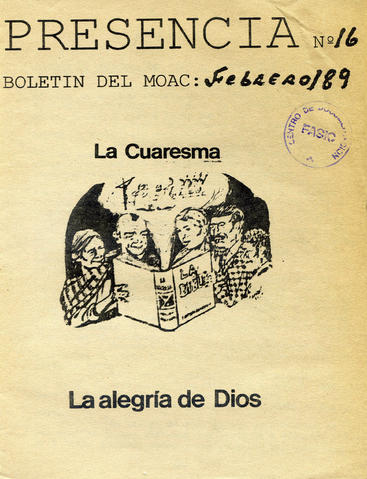 PRESENCIA Nº16
BOLETIN DEL MOAC: FEBRERO/89
CENTRO DE
FASIC
La Cuaresma
LA BIBLIA
La alegría de Dios